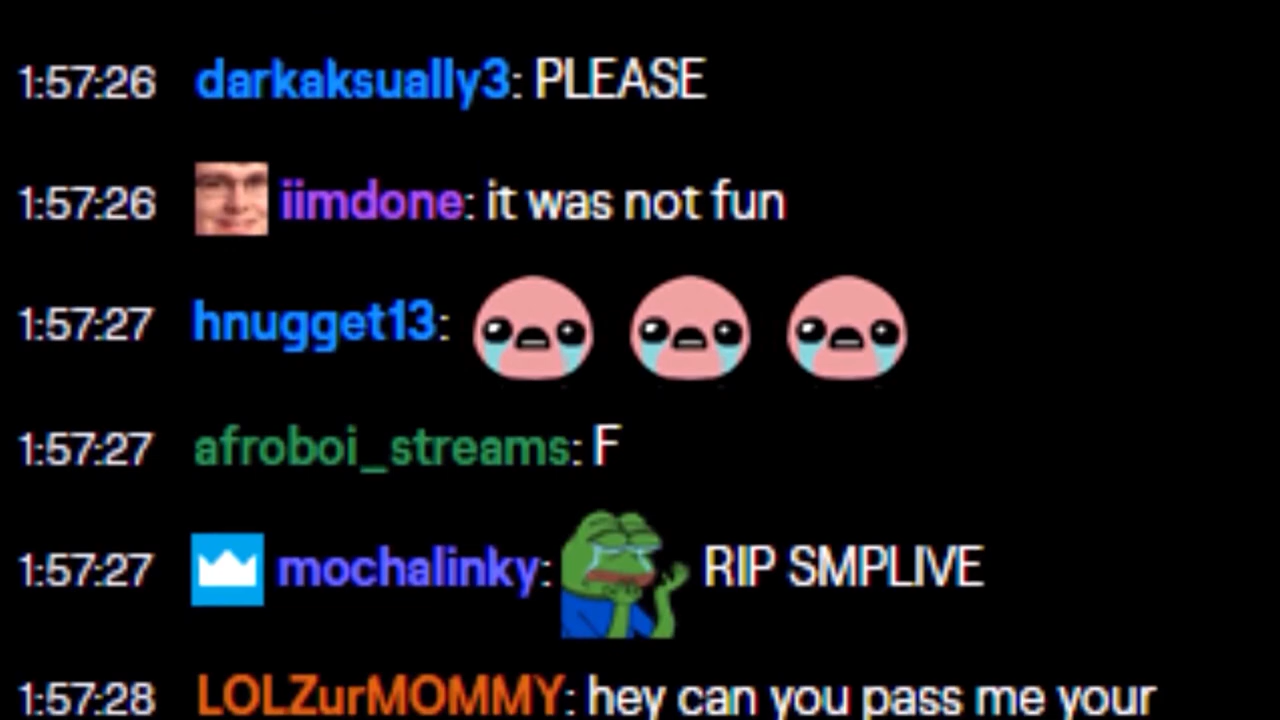 1:57:26 darkaksually3: PLEASE
1:57:26 iimdone: it was not fun
1:57:27 hnugget13:
1:57:27 afroboi_streams: F
1:57:27 mochalinky: RIP SMPLIVE
1:57:28 LOLZurMOMMY: hey can you pass me your